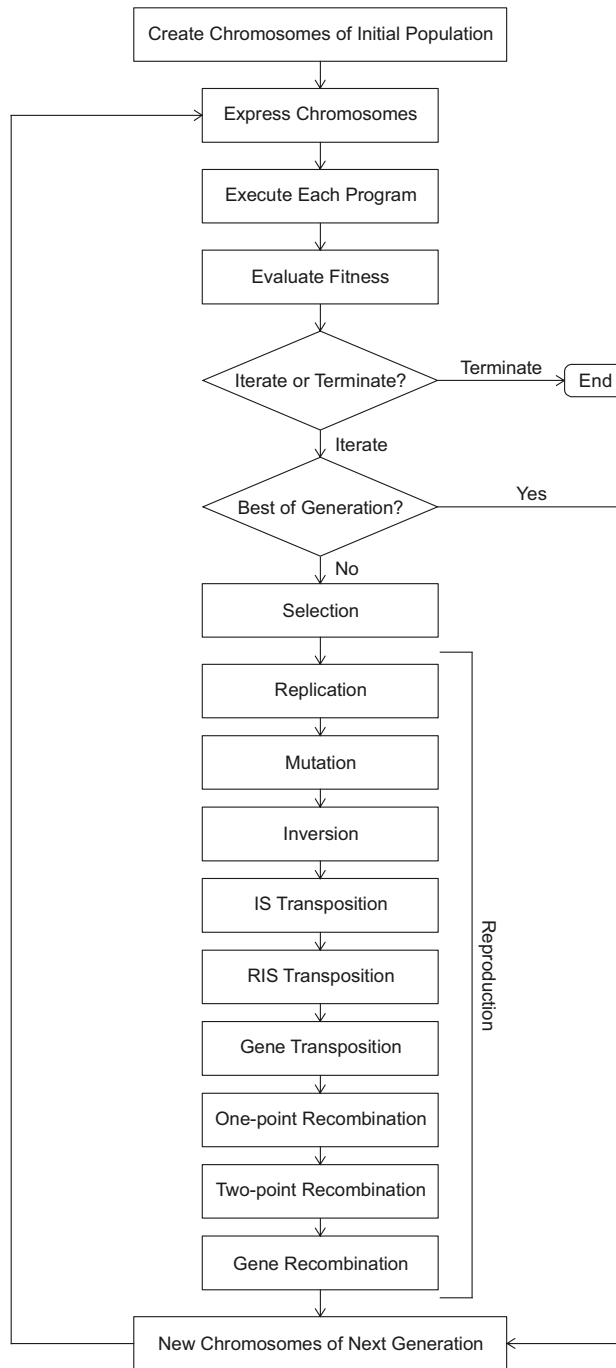 Create Chromosomes of Initial Population
Express Chromosomes
Execute Each Program
Evaluate Fitness
Iterate or Terminate?
Terminate
End
Iterate
Best of Generation?
Yes
No
Selection
Replication
Mutation
Inversion
IS Transposition
RIS Transposition
Gene Transposition
One-point Recombination
Two-point Recombination
Gene Recombination
Reproduction
New Chromosomes of Next Generation